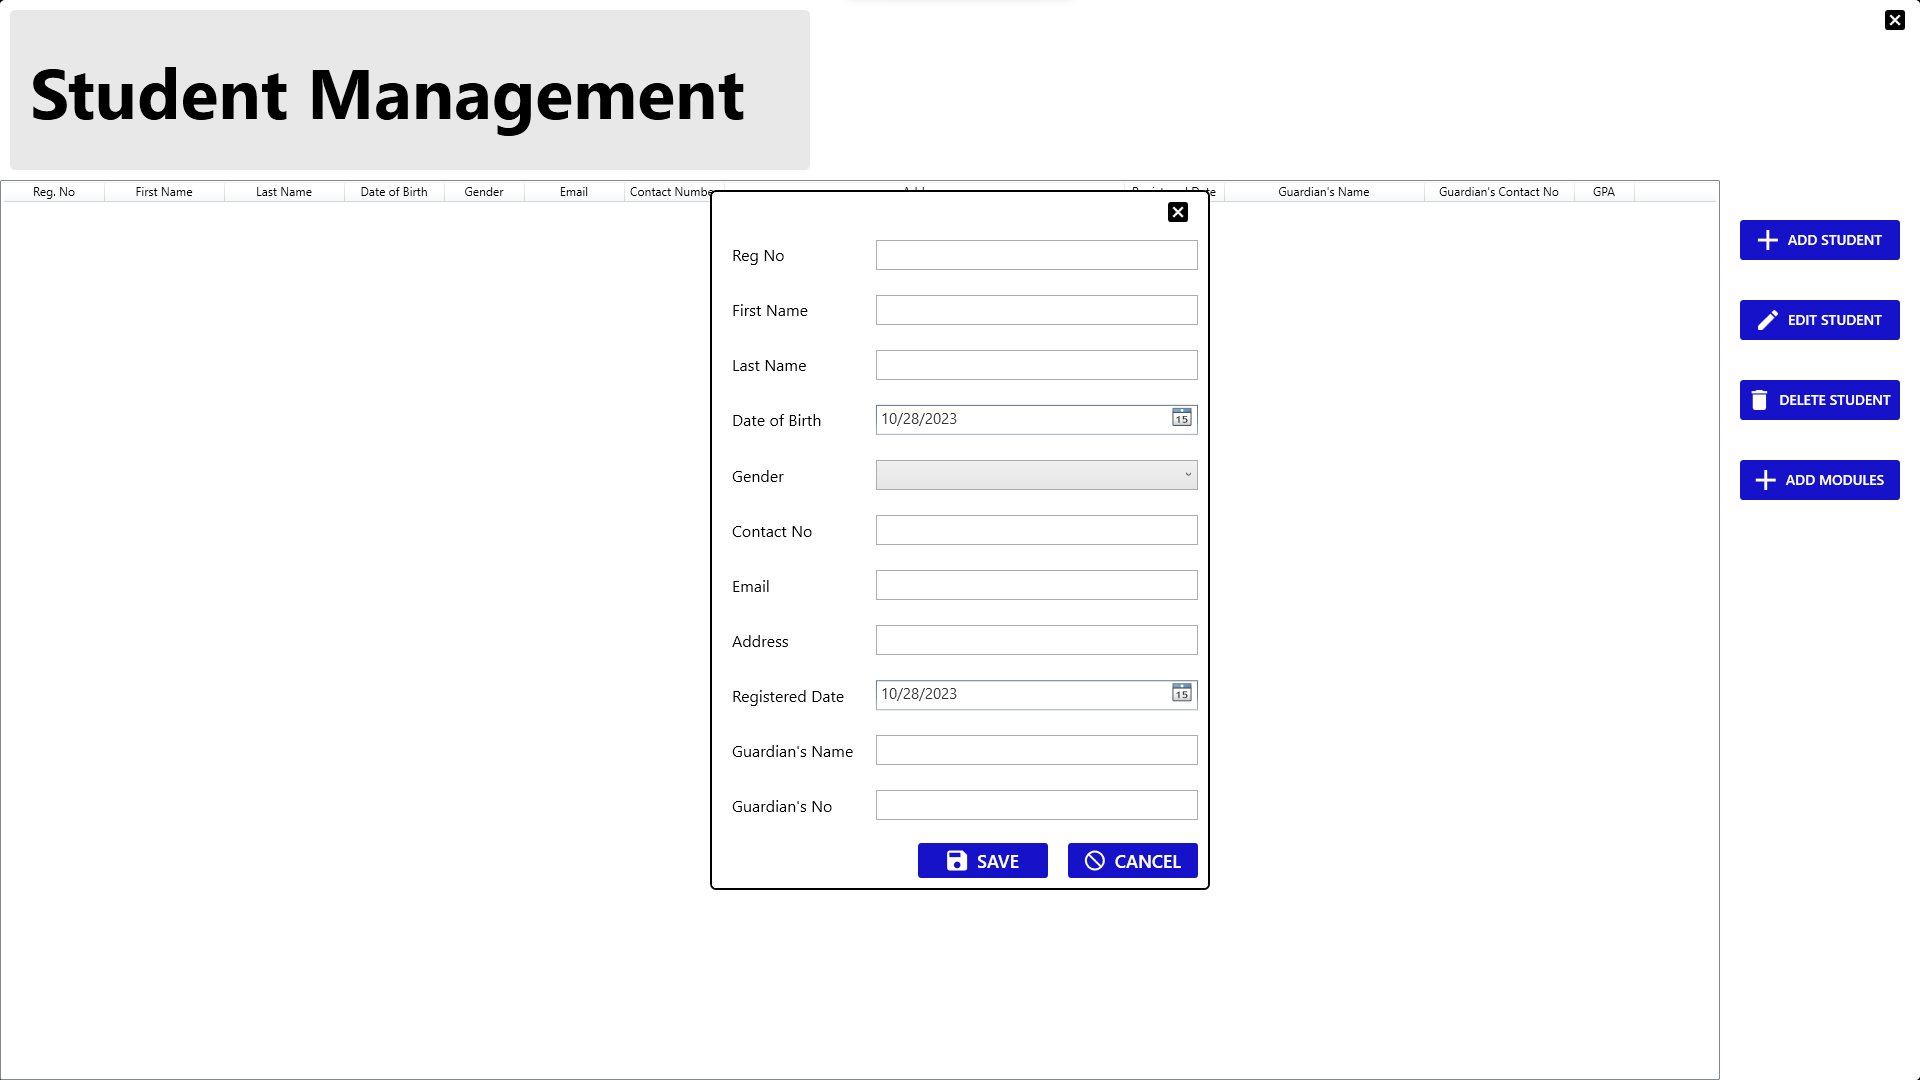 Student Management
Reg. No First Name Last Name Date of Birth Gender Email Contact Numbe Guardian's Name Guardian's Contact No GPA
Reg No
First Name
Last Name
Date of Birth 10/28/2023 15
Gender
Contact No
Email
Address
Registered Date 10/28/2023 15
Guardian's Name
Guardian's No
SAVE CANCEL
ADD STUDENT
EDIT STUDENT
DELETE STUDENT
ADD MODULES